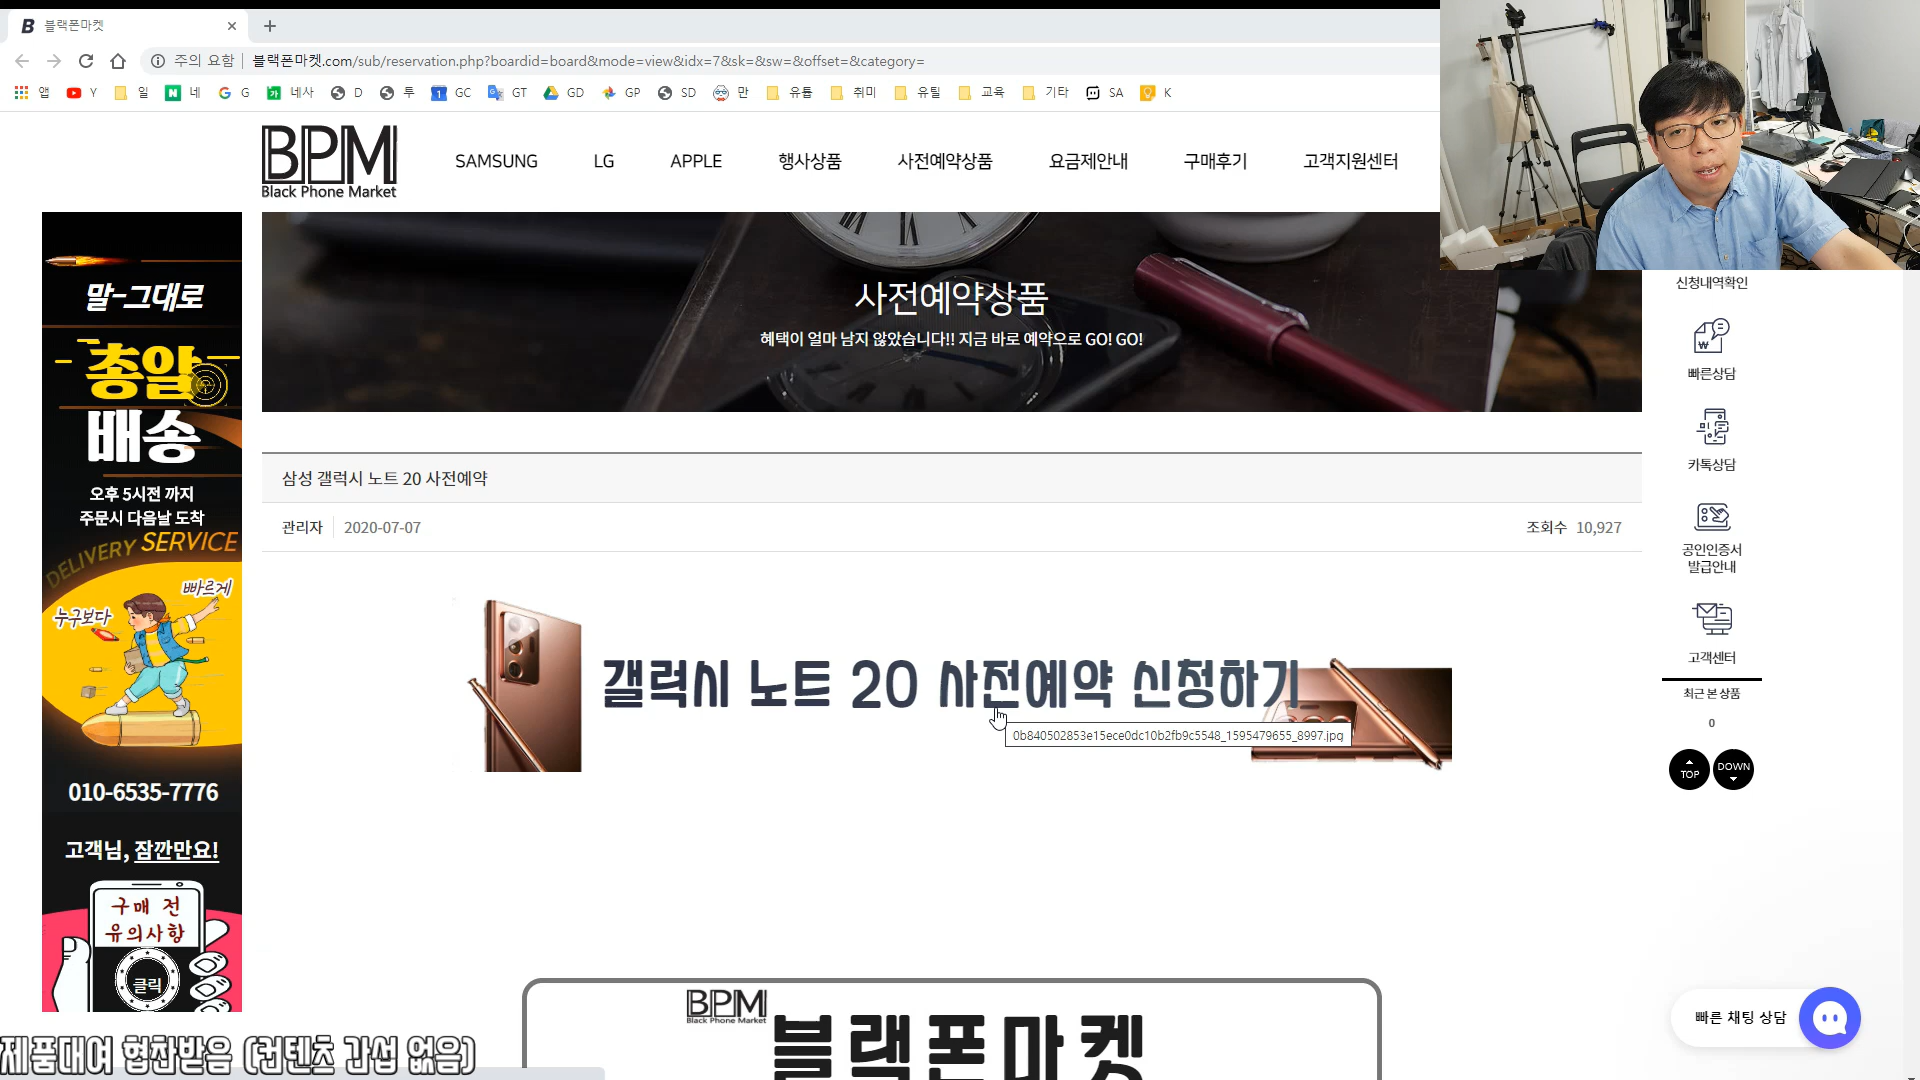 블랙폰마켓
주의 요함
블랙폰마켓.com/sub/reservation.php?boardid=board&mode=view&idx=7&sk=&sw=&offset=&category=
앱 Y 일 네 G 네사 D 투 GC GT GD GP SD 만 유틉 취미 유틸 교육 기타 SA K
BPM
Black Phone Market
SAMSUNG LG APPLE 행사상품 사전예약상품 요금제안내 구매후기 고객지원센터
말-그대로
총알
배송
오후 5시전 까지
주문시 다음날 도착
DELIVERY SERVICE
빠르게
누구보다
010-6535-7776
고객님, 잠깐만요!
구매 전
유의사항
클릭
사전예약상품
혜택이 얼마 남지 않았습니다!! 지금 바로 예약으로 GO! GO!
삼성 갤럭시 노트 20 사전예약
관리자 2020-07-07
조회수 10,927
갤럭시 노트 20 사전예약 신청하기
0b840502853e15ece0dc10b2fb9c5548_1595479655_8997.jpg
BPM
Black Phone Market
블랙폰마켓
신청내역확인
빠른상담
카톡상담
공인인증서
발급안내
고객센터
최근 본 상품
0
TOP
DOWN
빠른 채팅 상담
제품대여 협찬받음 (컨텐츠 간섭 없음)